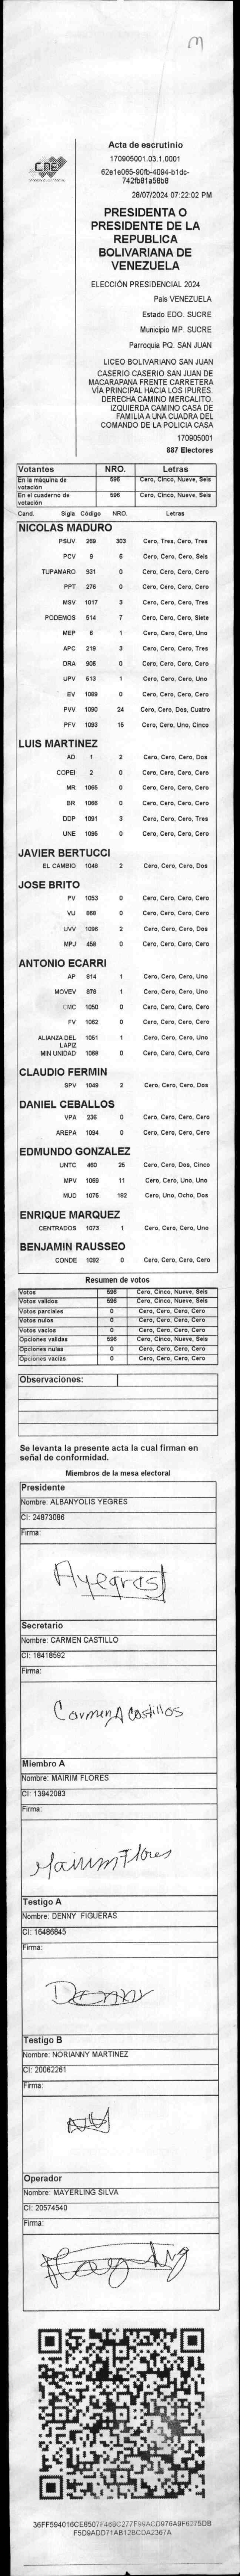 m
CNE
Acta de escrutinio
170905001.03.1.0001
62e1e065-90fb-4094-b1dc-
742fb81a58b8
28/07/2024 07:22:02 PM
PRESIDENTA O
PRESIDENTE DE LA
REPUBLICA
BOLIVARIANA DE
VENEZUELA
ELECCIÓN PRESIDENCIAL 2024
Pais VENEZUELA
Estado EDO. SUCRE
Municipio MP. SUCRE
Parroquia PQ. SAN JUAN
LICEO BOLIVARIANO SAN JUAN
CASERIO CASERIO SAN JUAN DE
MACARAPANA FRENTE CARRETERA
VÍA PRINCIPAL HACIA LOS IPURES.
DERECHA CAMINO MERCALITO.
IZQUIERDA CAMINO CASA DE
FAMILIA A UNA CUADRA DEL
COMANDO DE LA POLICIA CASA
170905001
887 Electores
Votantes NRO. Letras
En la máquina de votación 596 Cero, Cinco, Nueve, Seis
En el cuaderno de votación 596 Cero, Cinco, Nueve, Seis
Cand. Sigla Código NRO. Letras
NICOLAS MADURO
PSUV 269 303 Cero, Tres, Cero, Tres
PCV 9 6 Cero, Cero, Cero, Seis
TUPAMARO 931 0 Cero, Cero, Cero, Cero
PPT 276 0 Cero, Cero, Cero, Cero
MSV 1017 3 Cero, Cero, Cero, Tres
PODEMOS 514 7 Cero, Cero, Cero, Siete
MEP 6 1 Cero, Cero, Cero, Uno
APC 219 3 Cero, Cero, Cero, Tres
ORA 906 0 Cero, Cero, Cero, Cero
UPV 513 1 Cero, Cero, Cero, Uno
EV 1089 0 Cero, Cero, Cero, Cero
PVV 1090 24 Cero, Cero, Dos, Cuatro
PFV 1093 15 Cero, Cero, Uno, Cinco
LUIS MARTINEZ
AD 1 2 Cero, Cero, Cero, Dos
COPEI 2 0 Cero, Cero, Cero, Cero
MR 1065 0 Cero, Cero, Cero, Cero
BR 1066 0 Cero, Cero, Cero, Cero
DDP 1091 3 Cero, Cero, Cero, Tres
UNE 1095 0 Cero, Cero, Cero, Cero
JAVIER BERTUCCI
EL CAMBIO 1048 2 Cero, Cero, Cero, Dos
JOSE BRITO
PV 1053 0 Cero, Cero, Cero, Cero
VU 868 0 Cero, Cero, Cero, Cero
UVV 1096 2 Cero, Cero, Cero, Dos
MPJ 458 0 Cero, Cero, Cero, Cero
ANTONIO ECARRI
AP 814 1 Cero, Cero, Cero, Uno
MOVEV 878 1 Cero, Cero, Cero, Uno
CMC 1050 0 Cero, Cero, Cero, Cero
FV 1062 0 Cero, Cero, Cero, Cero
ALIANZA DEL LAPIZ 1051 1 Cero, Cero, Cero, Uno
MIN UNIDAD 1068 0 Cero, Cero, Cero, Cero
CLAUDIO FERMIN
SPV 1049 2 Cero, Cero, Cero, Dos
DANIEL CEBALLOS
VPA 236 0 Cero, Cero, Cero, Cero
AREPA 1094 0 Cero, Cero, Cero, Cero
EDMUNDO GONZALEZ
UNTC 460 25 Cero, Cero, Dos, Cinco
MPV 1069 11 Cero, Cero, Uno, Uno
MUD 1075 182 Cero, Uno, Ocho, Dos
ENRIQUE MARQUEZ
CENTRADOS 1073 1 Cero, Cero, Cero, Uno
BENJAMIN RAUSSEO
CONDE 1092 0 Cero, Cero, Cero, Cero
Resumen de votos
Votos 596 Cero, Cinco, Nueve, Seis
Votos validos 596 Cero, Cinco, Nueve, Seis
Votos parciales 0 Cero, Cero, Cero, Cero
Votos nulos 0 Cero, Cero, Cero, Cero
Votos vacios 0 Cero, Cero, Cero, Cero
Opciones validas 596 Cero, Cinco, Nueve, Seis
Opciones nulas 0 Cero, Cero, Cero, Cero
Opciones vacias 0 Cero, Cero, Cero, Cero
Observaciones:
Se levanta la presente acta la cual firman en
señal de conformidad.
Miembros de la mesa electoral
Presidente
Nombre: ALBANYOLIS YEGRES
CI: 24873086
Firma:
Ayegres
Secretario
Nombre: CARMEN CASTILLO
CI: 18418592
Firma:
Carmen A Castillos
Miembro A
Nombre: MAIRIM FLORES
CI: 13942083
Firma:
Mairim Flores
Testigo A
Nombre: DENNY FIGUERAS
CI: 16486845
Firma:
DENNY
Testigo B
Nombre: NORIANNY MARTINEZ
CI: 20062261
Firma:
Operador
Nombre: MAYERLING SILVA
CI: 20574540
Firma:
36FF594016CE8507F468C277F99ACD976A9F6275DB
F5D9ADD71AB12BCDA2367A